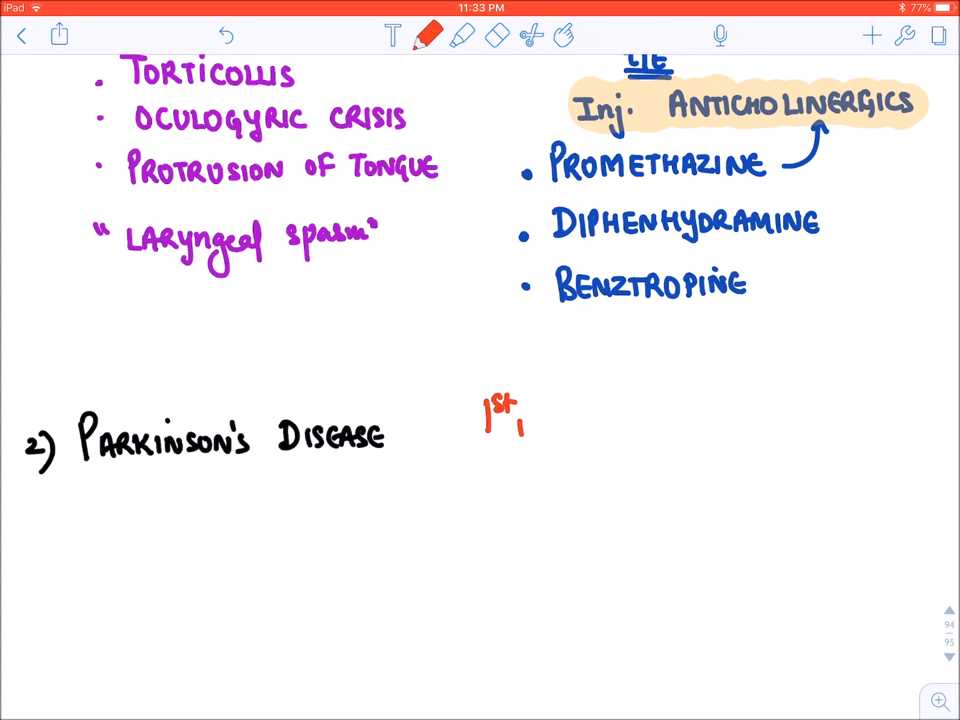 iPad 11:33 PM 77%
T
• TORTICOLLIS
• OCULOGYRIC CRISIS
• PROTRUSION OF TONGUE
" LARyngeal spasm"
Inj. ANTICHOLINERGICS
• PROMETHAZINE
• DIPHENHYDRAMINE
• BENZTROPINE
2) PARKINSON'S DISEASE
1st
94
95